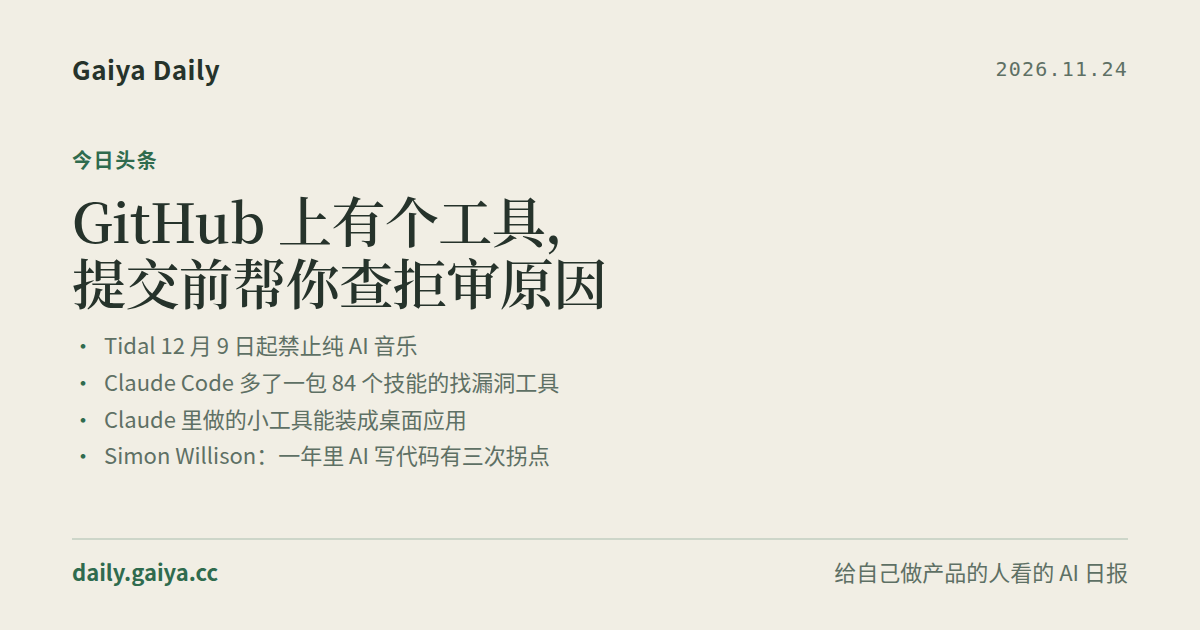 Gaiya Daily
2026.11.24
今日头条
GitHub 上有个工具,
提交前帮你查拒审原因
• Tidal 12 月 9 日起禁止纯 AI 音乐
• Claude Code 多了一包 84 个技能的找漏洞工具
• Claude 里做的小工具能装成桌面应用
• Simon Willison：一年里 AI 写代码有三次拐点
daily.gaiya.cc
给自己做产品的人看的 AI 日报